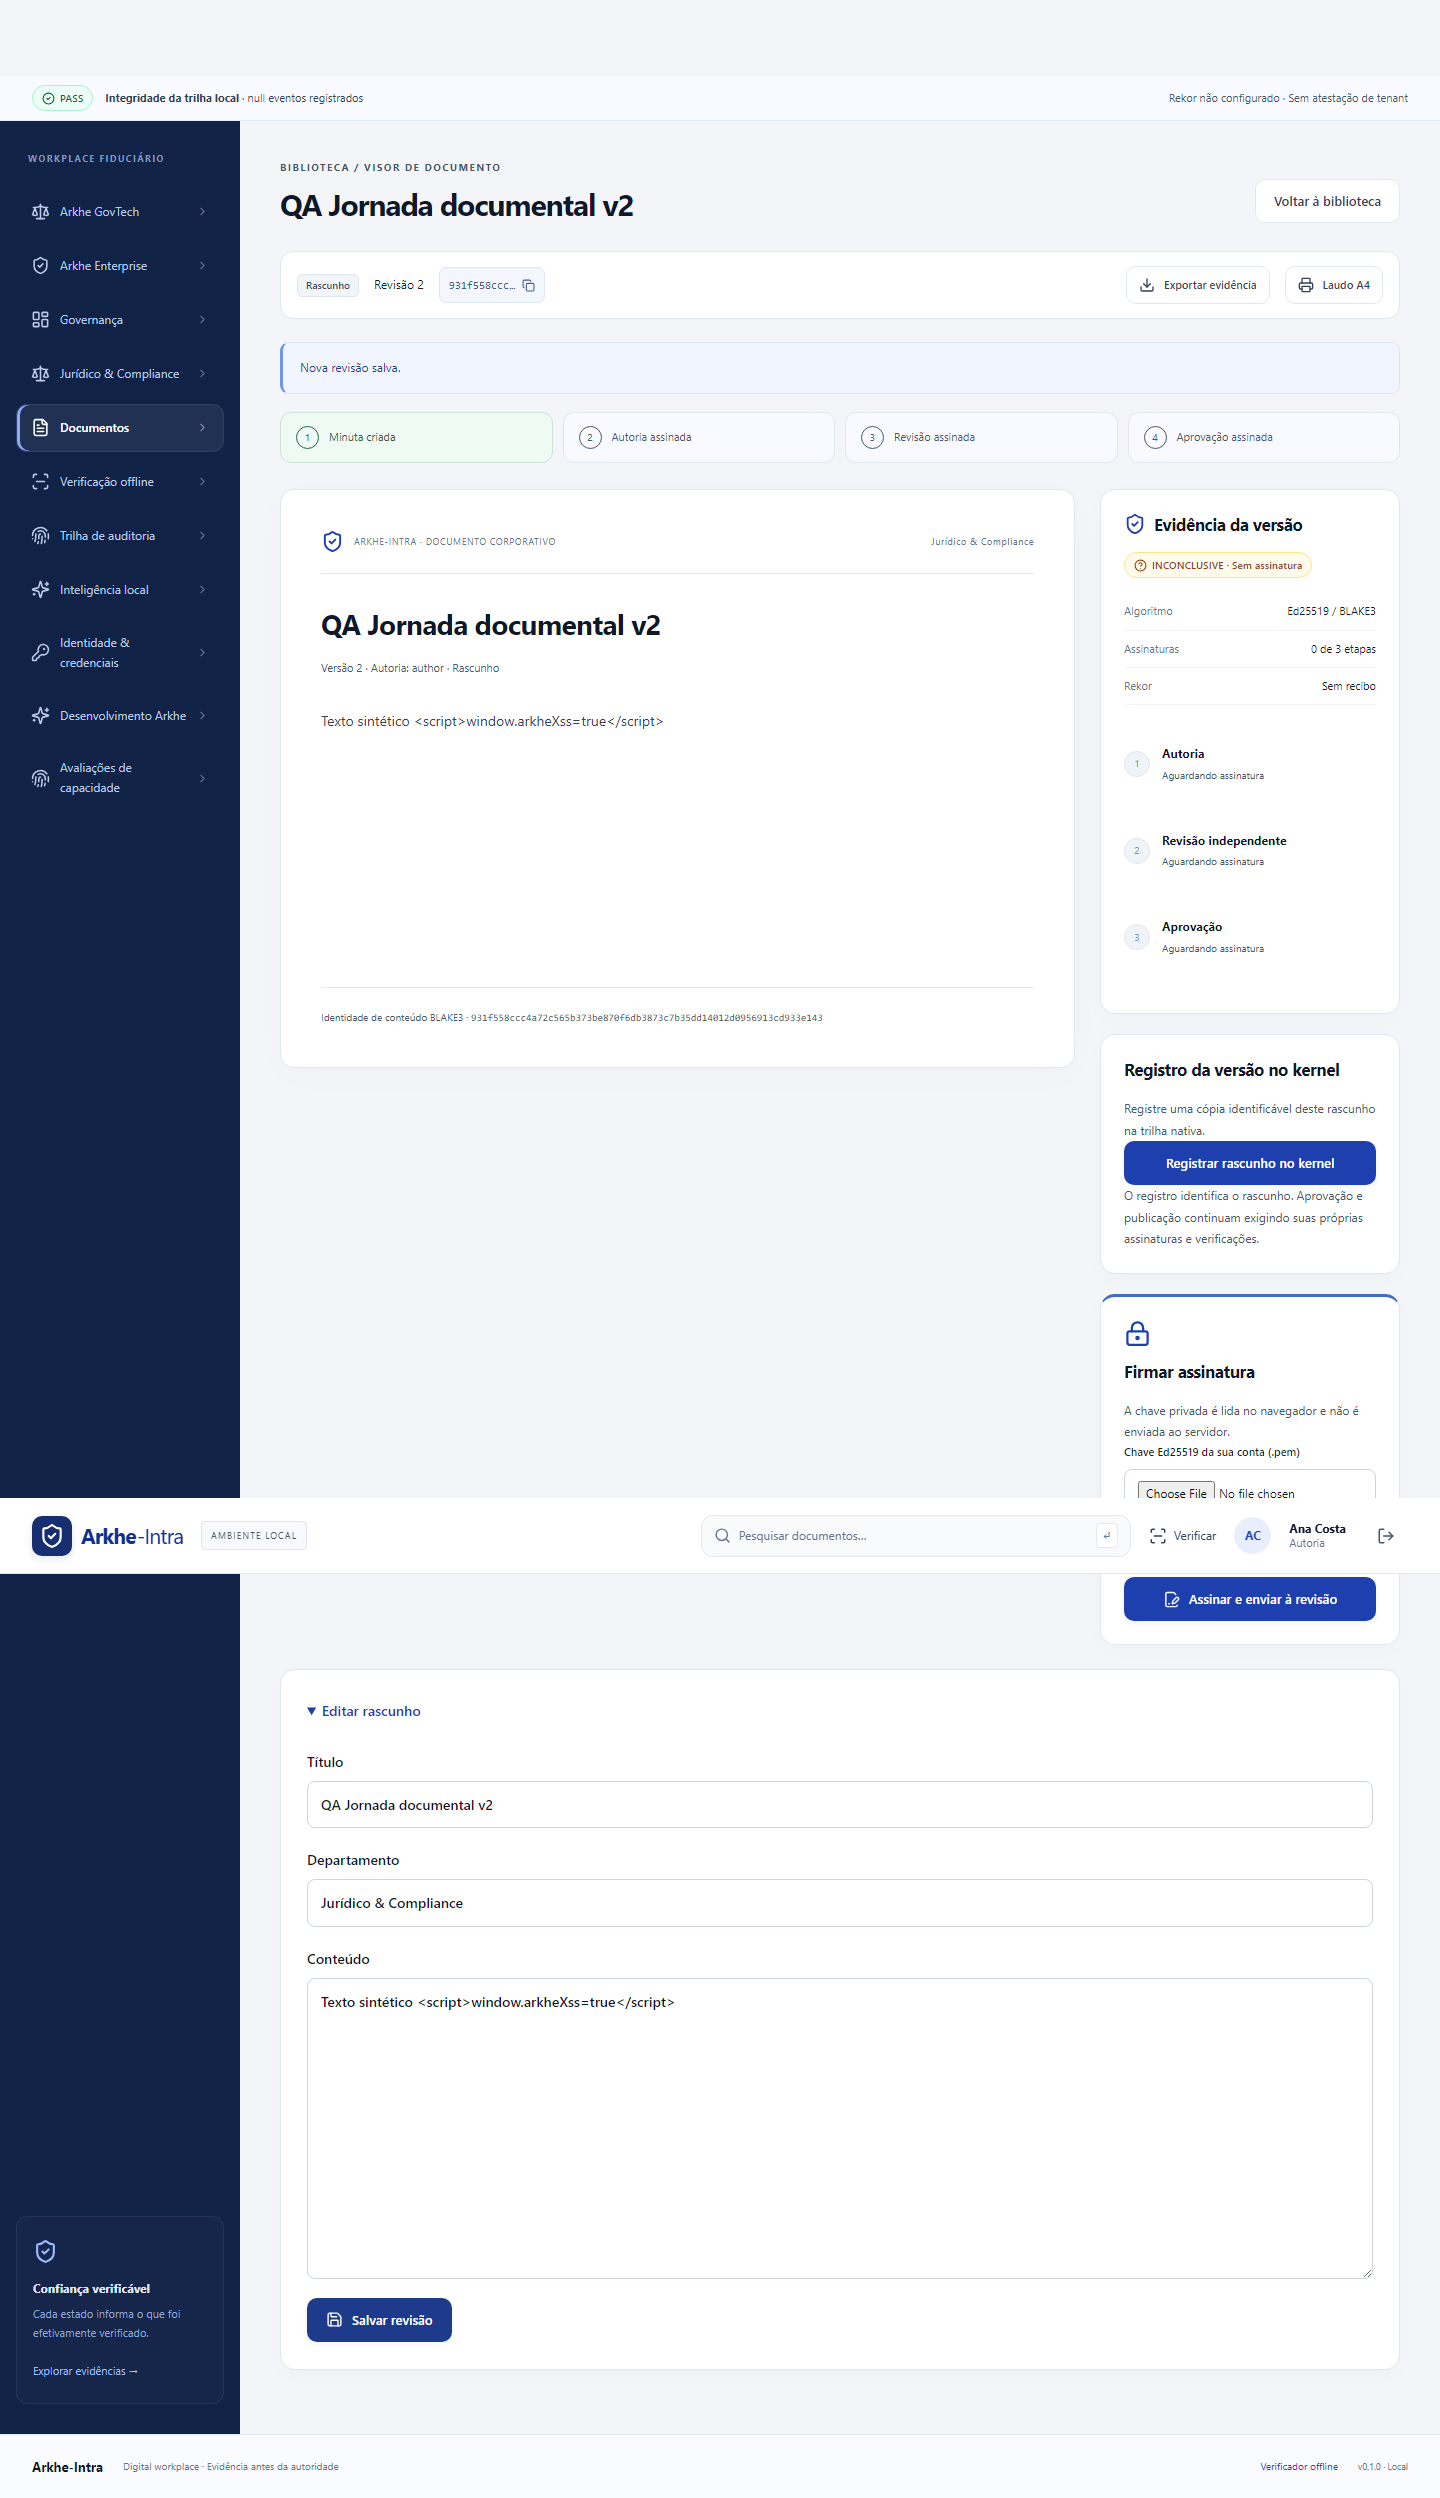 PASS
Integridade da trilha local · null eventos registrados
Rekor não configurado · Sem atestação de tenant
WORKPLACE FIDUCIÁRIO
Arkhe GovTech
Arkhe Enterprise
Governança
Jurídico & Compliance
Documentos
Verificação offline
Trilha de auditoria
Inteligência local
Identidade &
credenciais
Desenvolvimento Arkhe
Avaliações de
capacidade
BIBLIOTECA / VISOR DE DOCUMENTO
QA Jornada documental v2
Voltar à biblioteca
Rascunho
Revisão 2
931f558ccc…
Exportar evidência
Laudo A4
Nova revisão salva.
1 Minuta criada
2 Autoria assinada
3 Revisão assinada
4 Aprovação assinada
ARKHE-INTRA · DOCUMENTO CORPORATIVO
Jurídico & Compliance
QA Jornada documental v2
Versão 2 · Autoria: author · Rascunho
Texto sintético <script>window.arkheXss=true</script>
Identidade de conteúdo BLAKE3 · 931f558ccc4a72c565b373be870f6db3873c7b35dd14012d0956913cd933e143
Evidência da versão
INCONCLUSIVE · Sem assinatura
Algoritmo
Ed25519 / BLAKE3
Assinaturas
0 de 3 etapas
Rekor
Sem recibo
1
Autoria
Aguardando assinatura
2
Revisão independente
Aguardando assinatura
3
Aprovação
Aguardando assinatura
Registro da versão no kernel
Registre uma cópia identificável deste rascunho
na trilha nativa.
Registrar rascunho no kernel
O registro identifica o rascunho. Aprovação e
publicação continuam exigindo suas próprias
assinaturas e verificações.
Firmar assinatura
A chave privada é lida no navegador e não é
enviada ao servidor.
Chave Ed25519 da sua conta (.pem)
Choose File No file chosen
Arkhe-Intra
AMBIENTE LOCAL
Pesquisar documentos...
↵
Verificar
AC
Ana Costa
Autoria
Assinar e enviar à revisão
Editar rascunho
Título
QA Jornada documental v2
Departamento
Jurídico & Compliance
Conteúdo
Texto sintético <script>window.arkheXss=true</script>
Salvar revisão
Confiança verificável
Cada estado informa o que foi
efetivamente verificado.
Explorar evidências →
Arkhe-Intra
Digital workplace · Evidência antes da autoridade
Verificador offline
v0.1.0 · Local